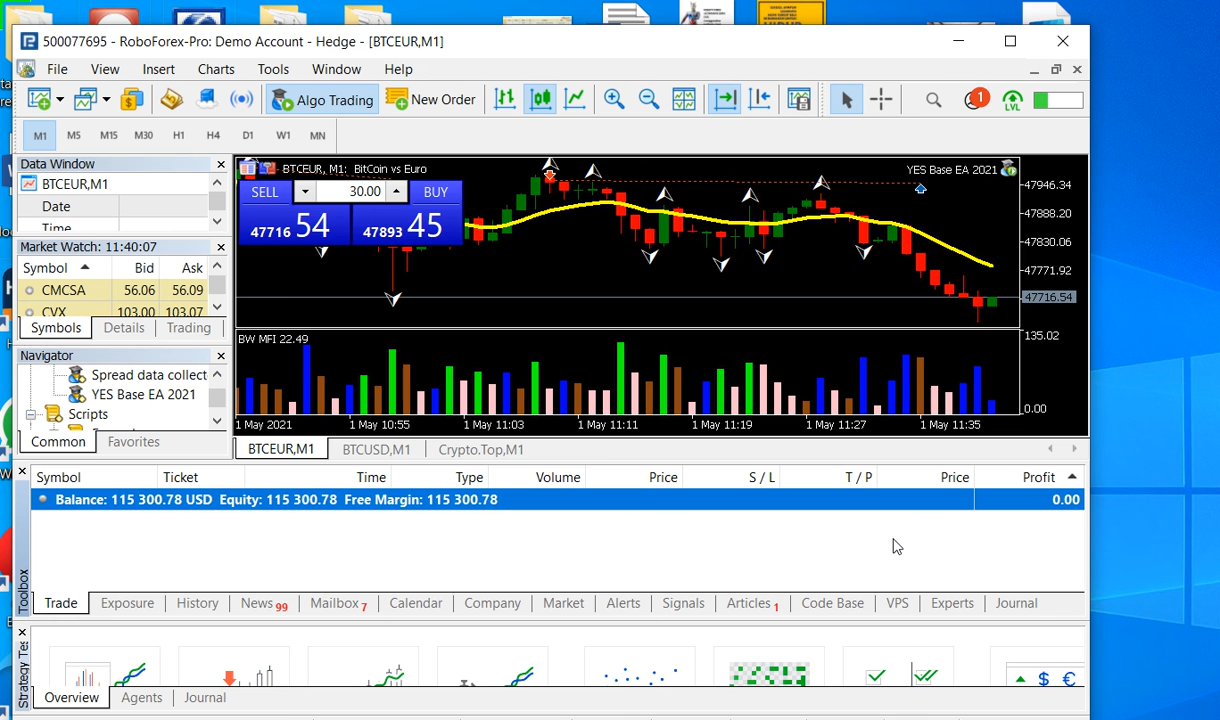 500077695 - RoboForex-Pro: Demo Account - Hedge - [BTCEUR,M1]
File View Insert Charts Tools Window Help
Algo Trading New Order 1 LVL
M1 M5 M15 M30 H1 H4 D1 W1 MN
Data Window
BTCEUR,M1
Date
Time
Market Watch: 11:40:07
Symbol Bid Ask
CMCSA 56.06 56.09
CVX 103.00 103.07
Symbols Details Trading
Navigator
Spread data collect
YES Base EA 2021
Scripts
Common Favorites
BTCEUR, M1: BitCoin vs Euro
YES Base EA 2021
SELL 30.00 BUY
47716 54 47893 45
47946.34
47888.20
47830.06
47771.92
47716.54
BW MFI 22.49
135.02
0.00
1 May 2021 1 May 10:55 1 May 11:03 1 May 11:11 1 May 11:19 1 May 11:27 1 May 11:35
BTCEUR,M1 BTCUSD,M1 Crypto.Top,M1
Symbol Ticket Time Type Volume Price S / L T / P Price Profit
Balance: 115 300.78 USD Equity: 115 300.78 Free Margin: 115 300.78 0.00
Toolbox
Trade Exposure History News 99 Mailbox 7 Calendar Company Market Alerts Signals Articles 1 Code Base VPS Experts Journal
Strategy Tes
$ €
Overview Agents Journal